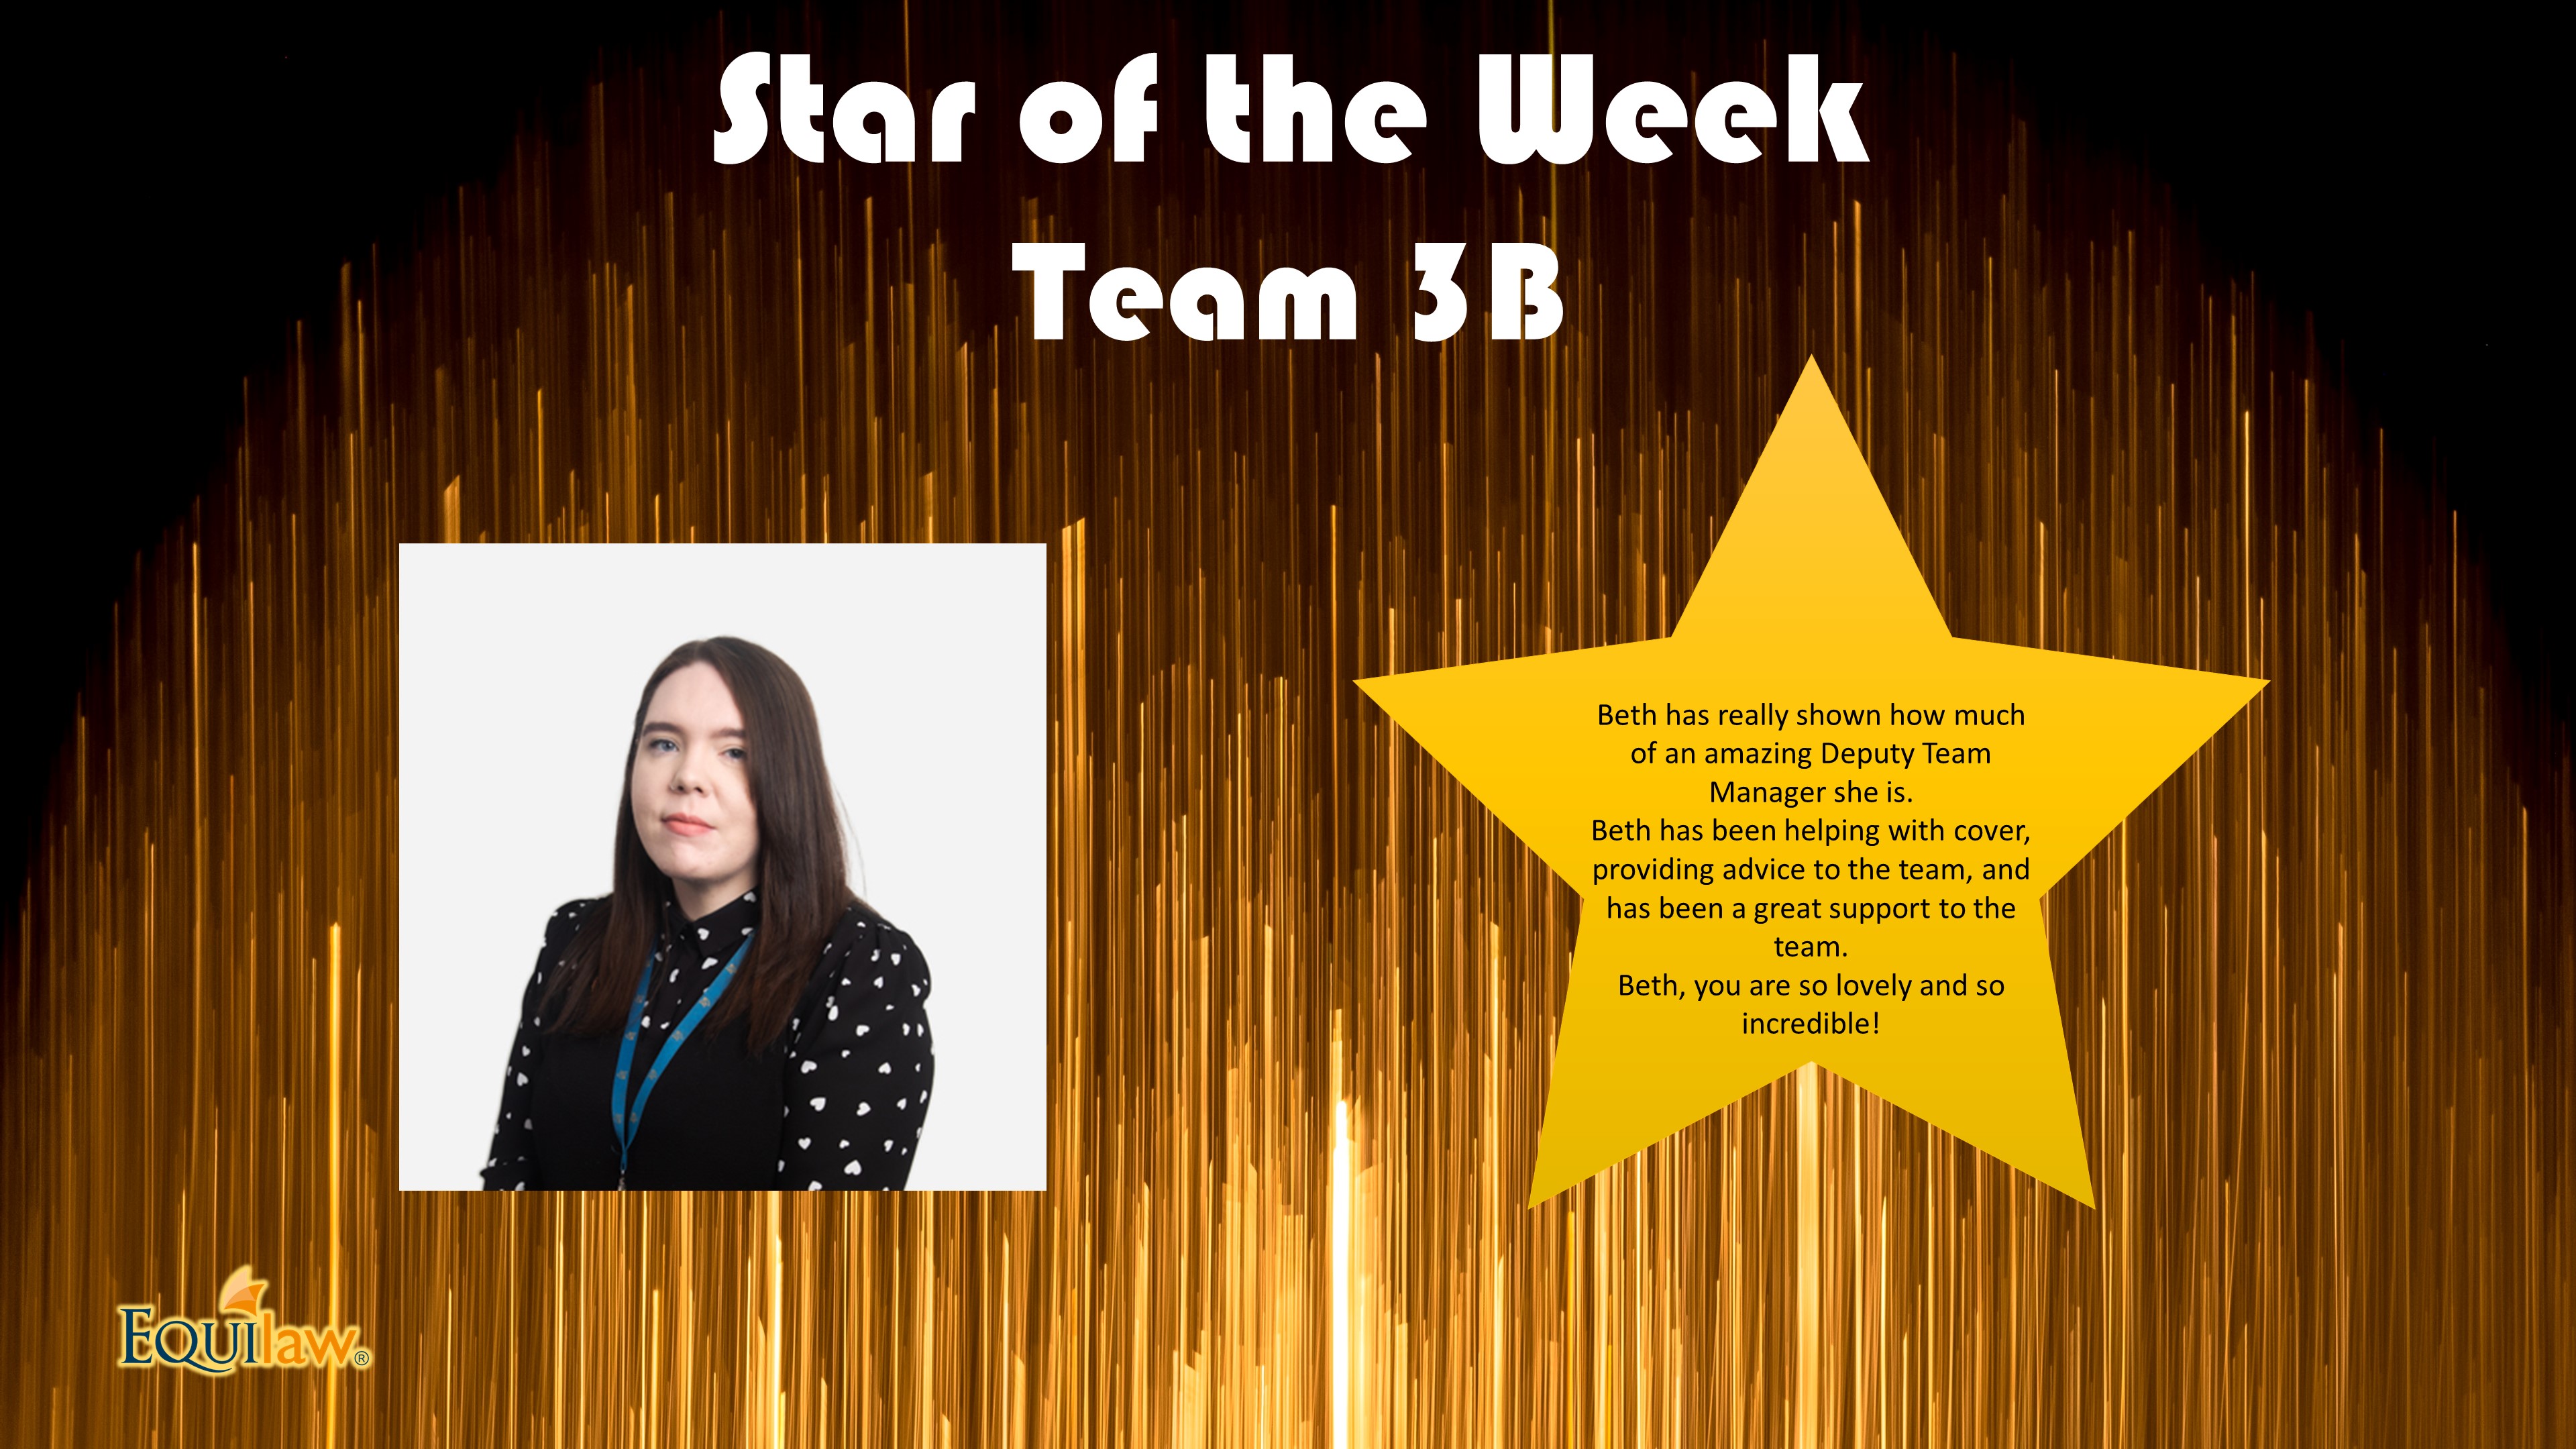 Star of the Week
Team 3B
Beth has really shown how much
of an amazing Deputy Team
Manager she is.
Beth has been helping with cover,
providing advice to the team, and
has been a great support to the
team.
Beth, you are so lovely and so
incredible!
EQUIlaw®